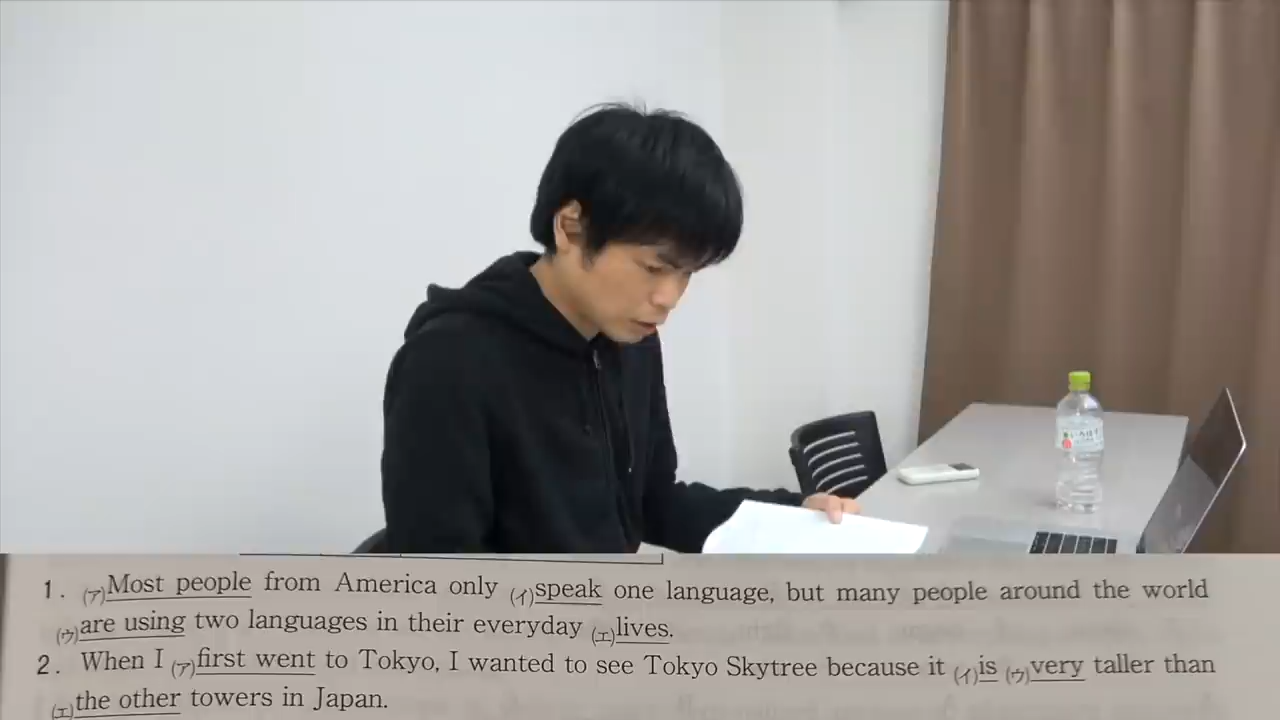 1. (ア)Most people from America only (イ)speak one language, but many people around the world
(ウ)are using two languages in their everyday (エ)lives.
2. When I (ア)first went to Tokyo, I wanted to see Tokyo Skytree because it (イ)is (ウ)very taller than
(エ)the other towers in Japan.